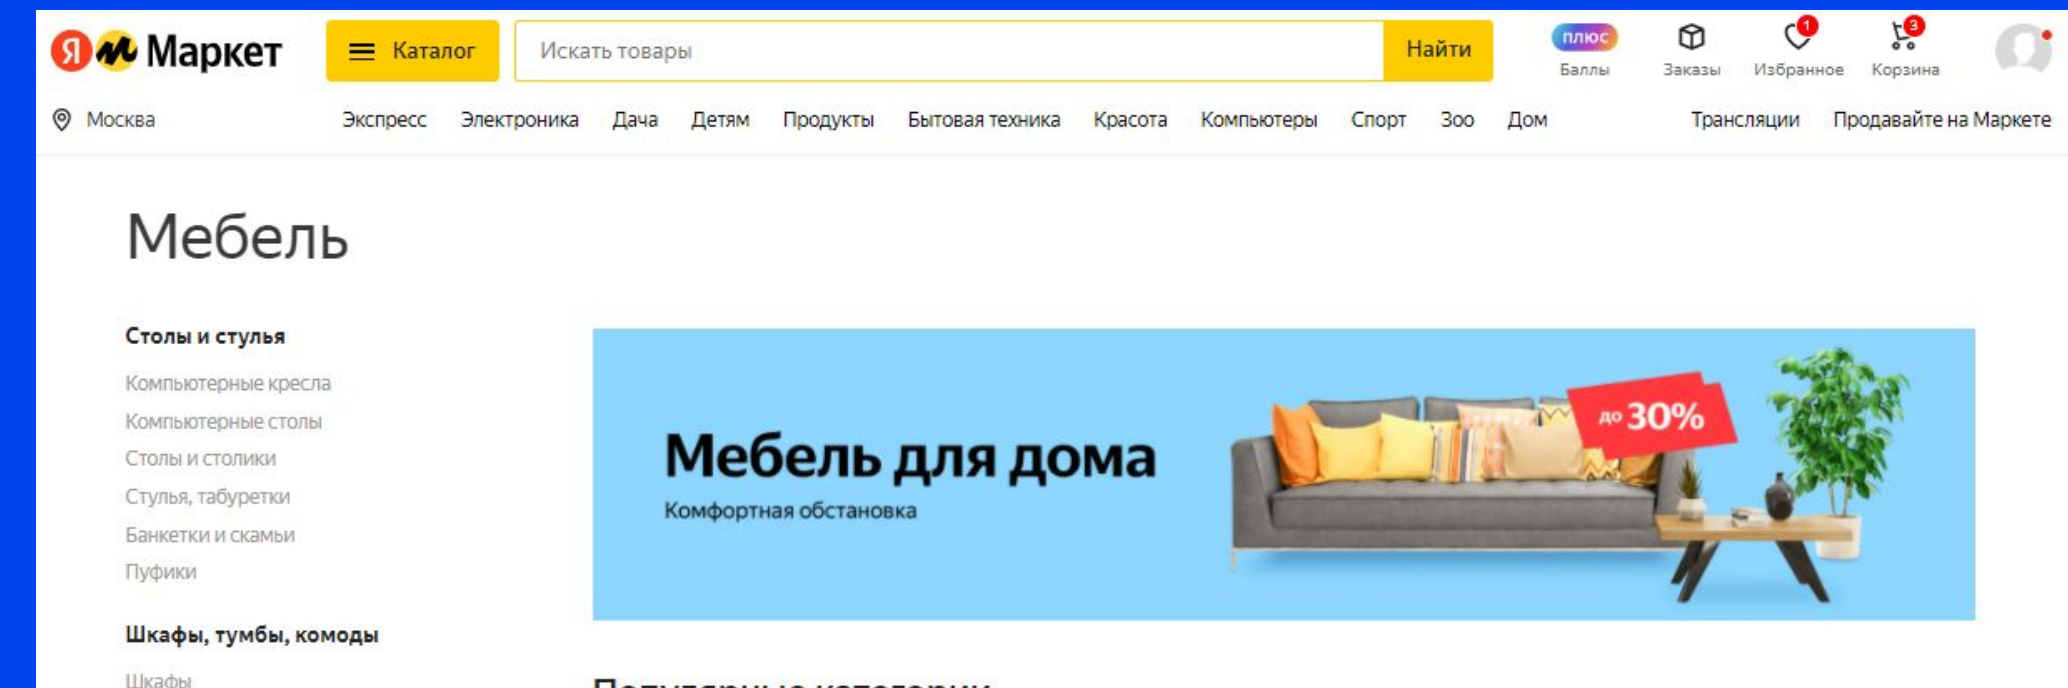 Я Маркет
Каталог
Искать товары
Найти
плюс
Баллы
Заказы
1
Избранное
3
Корзина
Москва
Экспресс Электроника Дача Детям Продукты Бытовая техника Красота Компьютеры Спорт Зоо Дом Трансляции Продавайте на Маркете
Мебель
Столы и стулья
Компьютерные кресла
Компьютерные столы
Столы и столики
Стулья, табуретки
Банкетки и скамьи
Пуфики
Шкафы, тумбы, комоды
Шкафы
Мебель для дома
Комфортная обстановка
до 30%
Популярные категории